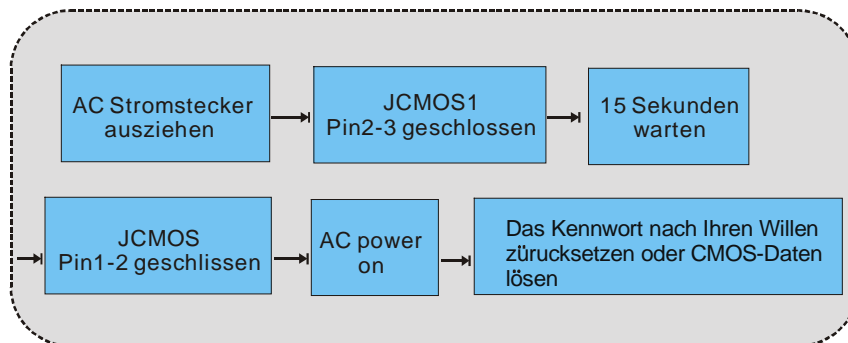 AC Stromstecker
ausziehen
JCMOS1
Pin2-3 geschlossen
15 Sekunden
warten
JCMOS
Pin1-2 geschlissen
AC power
on
Das Kennwort nach Ihren Willen
zürucksetzen oder CMOS-Daten
lösen